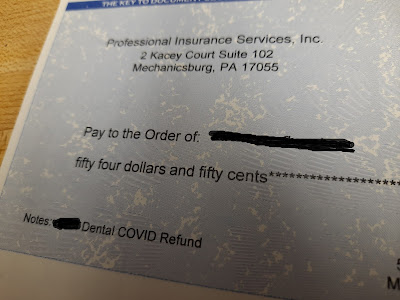 THE KEY TO DOCUMENT
Professional Insurance Services, Inc.
2 Kacey Court Suite 102
Mechanicsburg, PA 17055
Pay to the Order of:
fifty four dollars and fifty cents****************
Notes: Dental COVID Refund
5
M